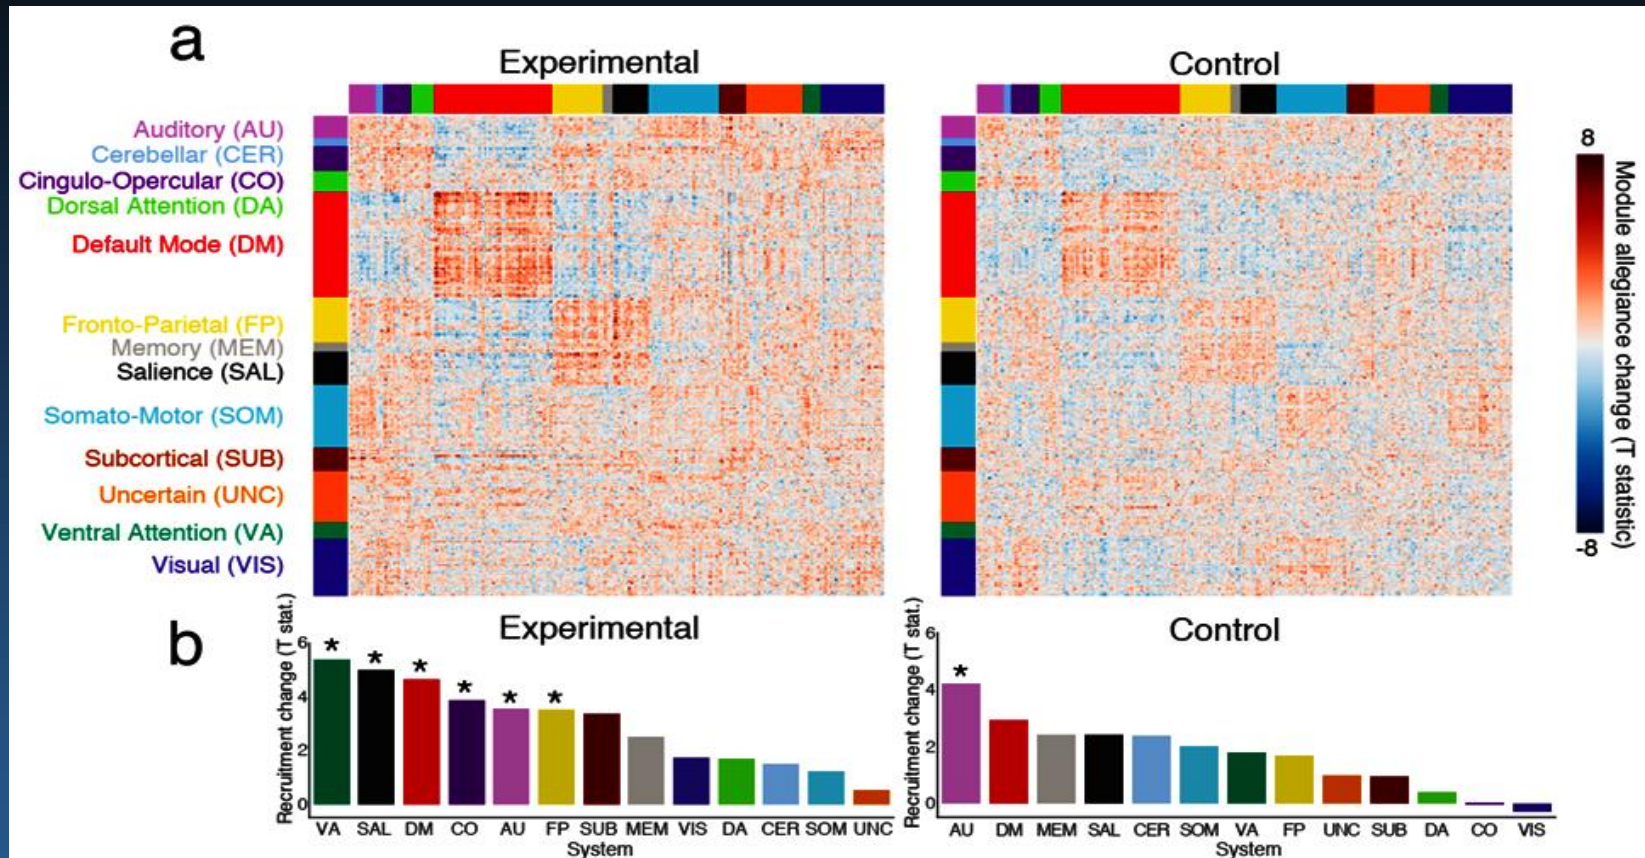 a
Experimental
Control
Auditory (AU)
Cerebellar (CER)
Cingulo-Opercular (CO)
Dorsal Attention (DA)
Default Mode (DM)
Fronto-Parietal (FP)
Memory (MEM)
Salience (SAL)
Somato-Motor (SOM)
Subcortical (SUB)
Uncertain (UNC)
Ventral Attention (VA)
Visual (VIS)
8
Module allegiance change (T statistic)
-8
b
Experimental
Recruitment change (T stat.)
6
4
2
0
* * * * * *
VA SAL DM CO AU FP SUB MEM VIS DA CER SOM UNC
System
Control
Recruitment change (T stat.)
6
4
2
0
*
AU DM MEM SAL CER SOM VA FP UNC SUB DA CO VIS
System